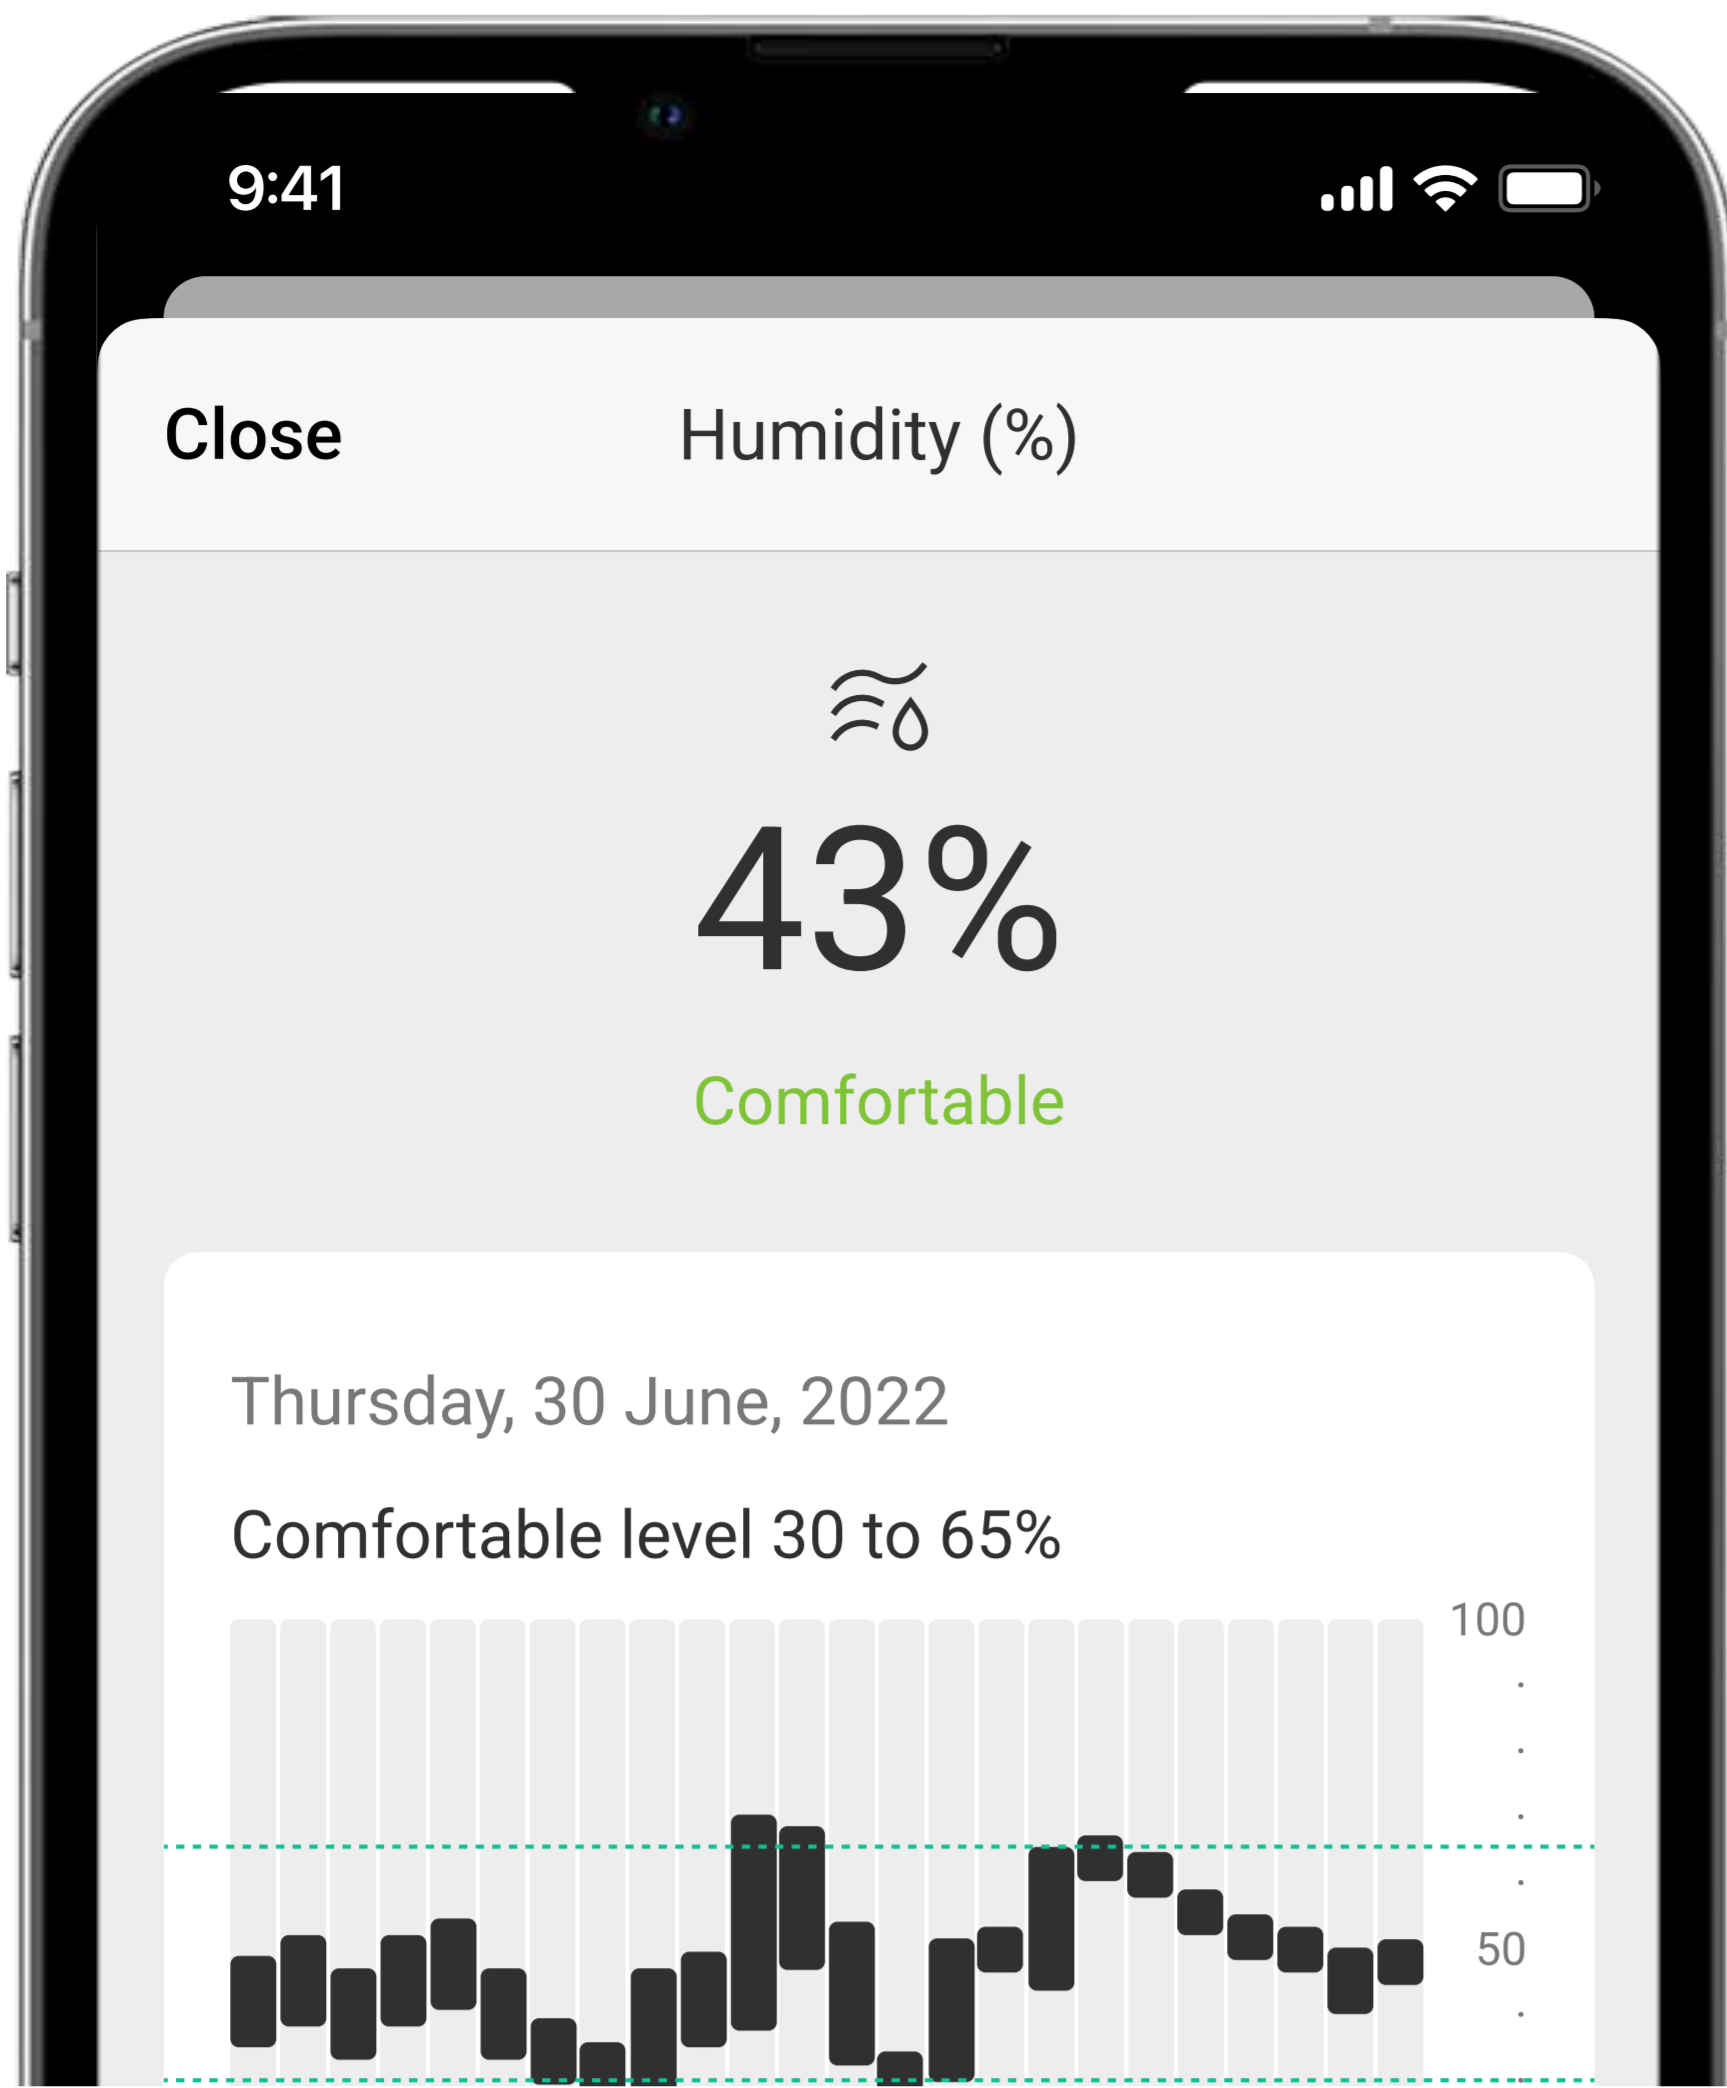 9:41
Close
Humidity (%)
43%
Comfortable
Thursday, 30 June, 2022
Comfortable level 30 to 65%
100
50